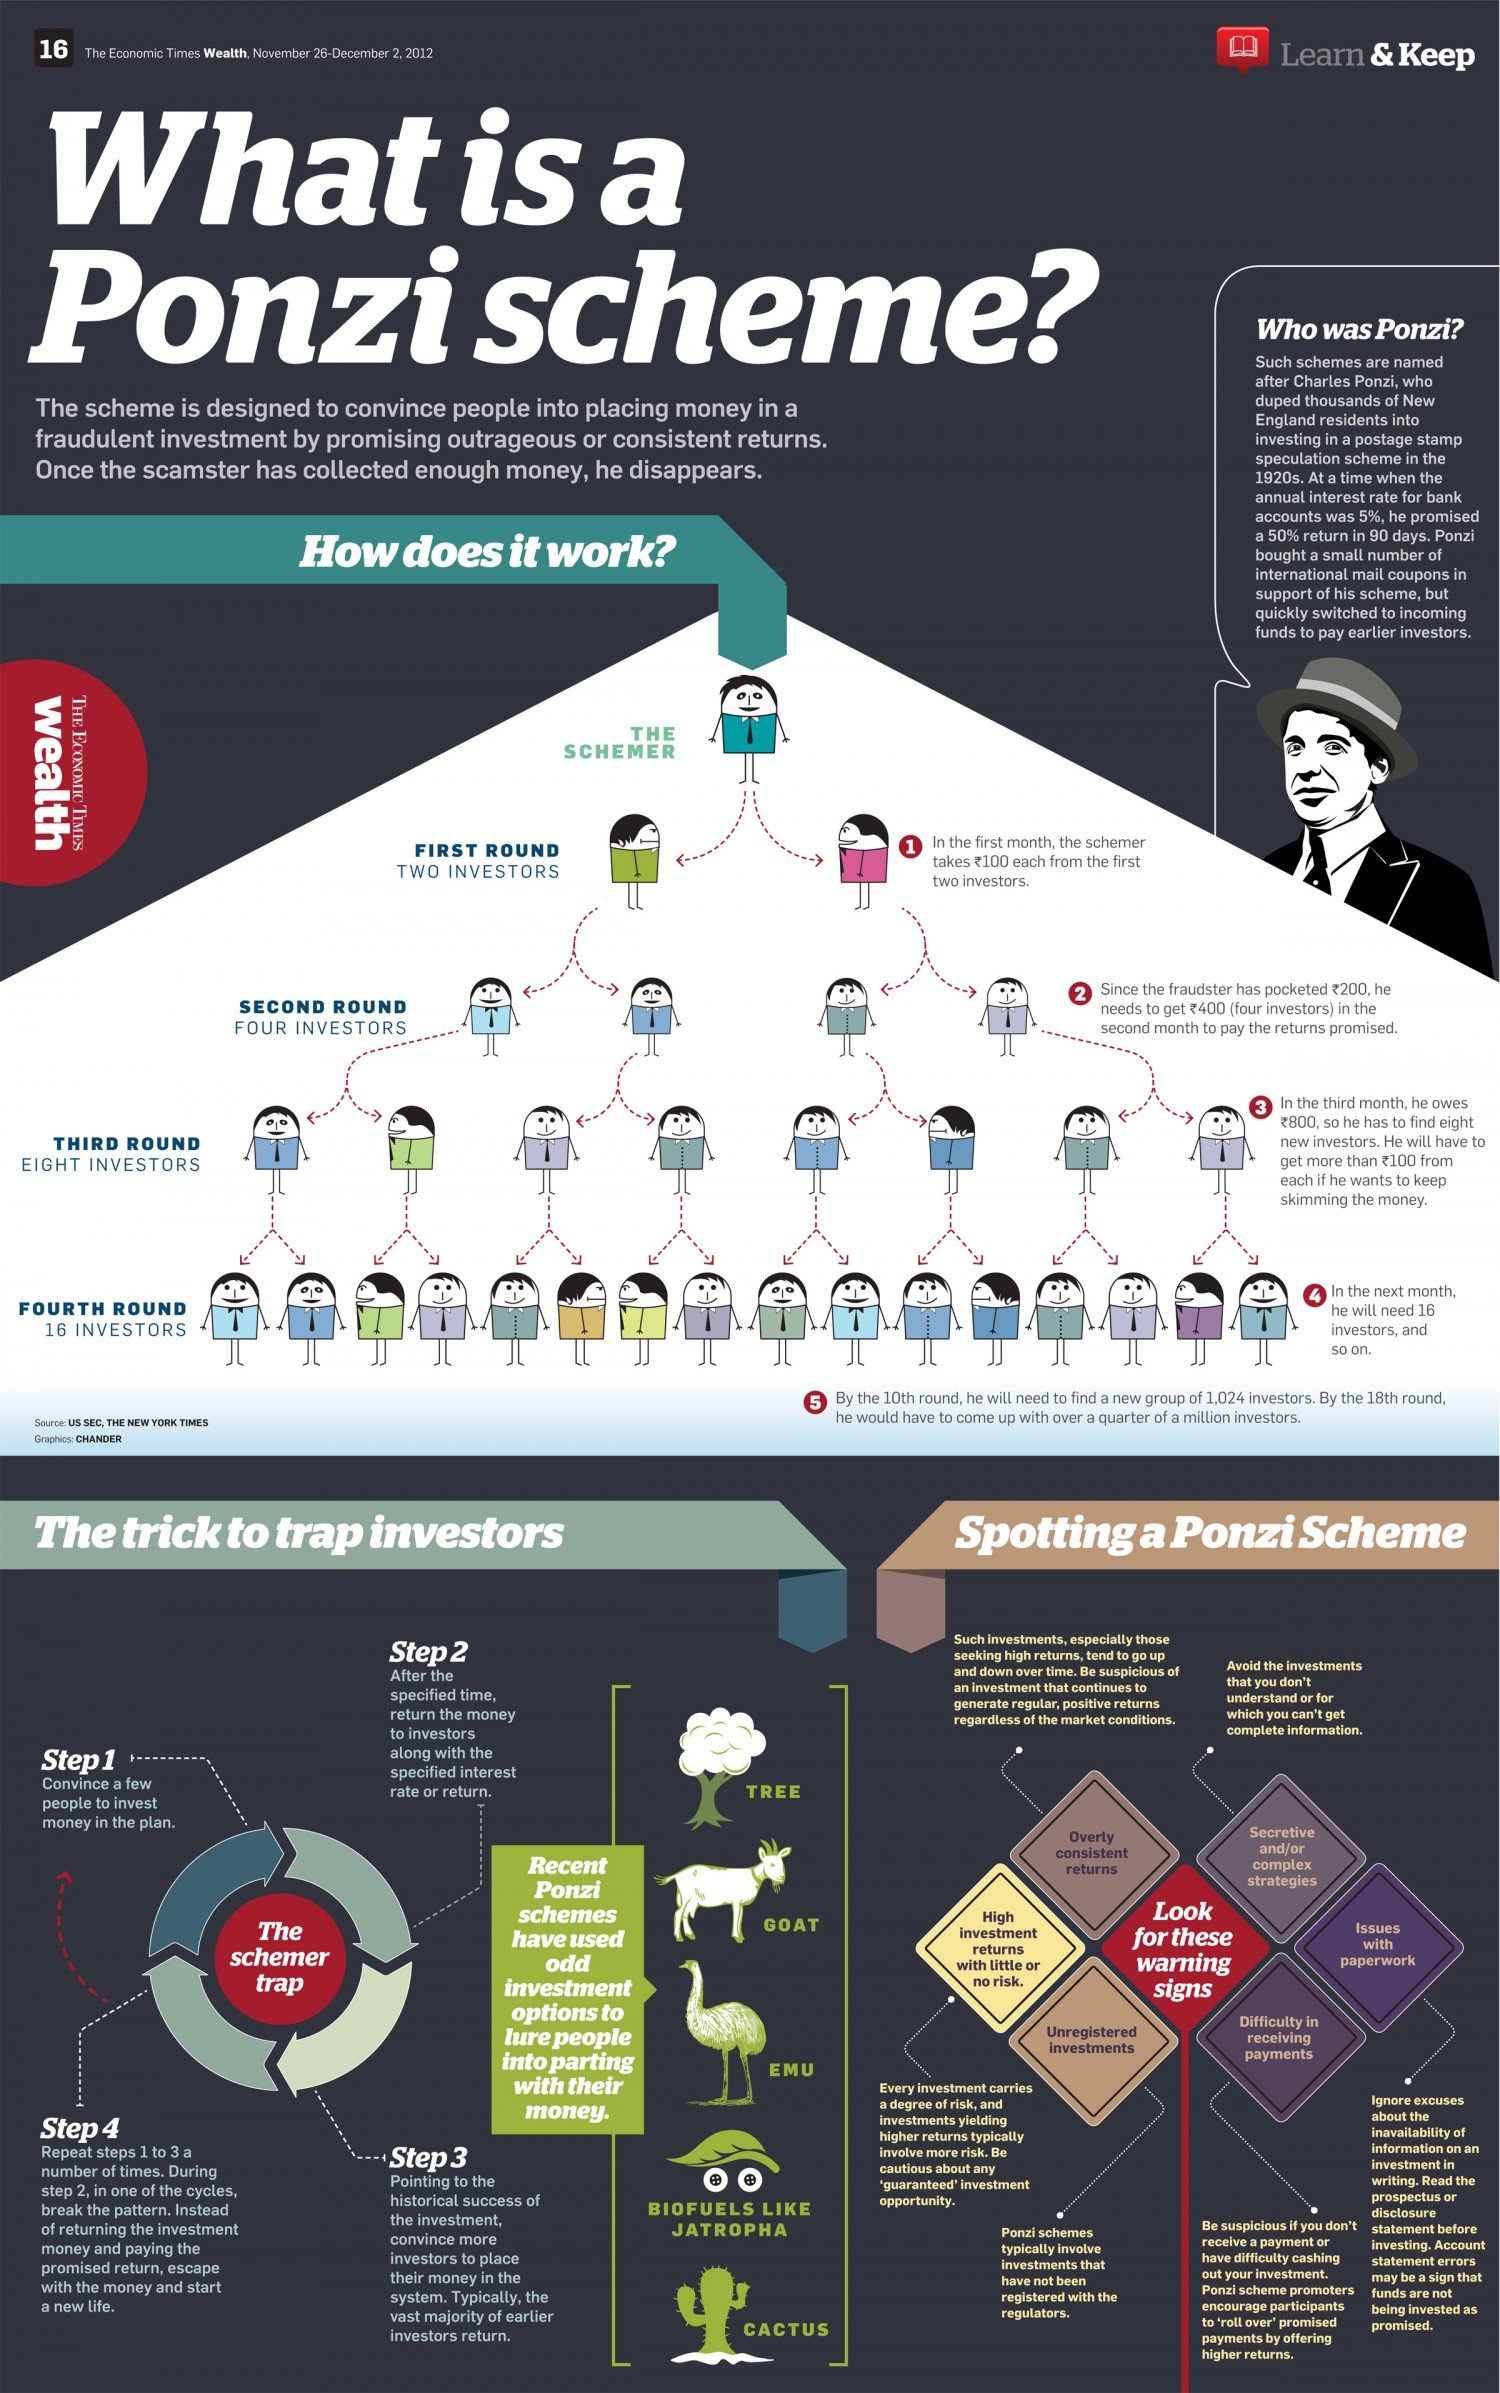 16
The Economic Times Wealth, November 26-December 2, 2012
Learn & Keep
What is a
Ponzi scheme?
The scheme is designed to convince people into placing money in a
fraudulent investment by promising outrageous or consistent returns.
Once the scamster has collected enough money, he disappears.
Who was Ponzi?
Such schemes are named
after Charles Ponzi, who
duped thousands of New
England residents into
investing in a postage stamp
speculation scheme in the
1920s. At a time when the
annual interest rate for bank
accounts was 5%, he promised
a 50% return in 90 days. Ponzi
bought a small number of
international mail coupons in
support of his scheme, but
quickly switched to incoming
funds to pay earlier investors.
How does it work?
THE ECONOMIC TIMES
wealth
THE
SCHEMER
FIRST ROUND
TWO INVESTORS
1 In the first month, the schemer
takes ₹100 each from the first
two investors.
SECOND ROUND
FOUR INVESTORS
2 Since the fraudster has pocketed ₹200, he
needs to get ₹400 (four investors) in the
second month to pay the returns promised.
THIRD ROUND
EIGHT INVESTORS
3 In the third month, he owes
₹800, so he has to find eight
new investors. He will have to
get more than ₹100 from
each if he wants to keep
skimming the money.
FOURTH ROUND
16 INVESTORS
4 In the next month,
he will need 16
investors, and
so on.
5 By the 10th round, he will need to find a new group of 1,024 investors. By the 18th round,
he would have to come up with over a quarter of a million investors.
Source: US SEC, THE NEW YORK TIMES
Graphics: CHANDER
The trick to trap investors
Step 1
Convince a few
people to invest
money in the plan.
Step 2
After the
specified time,
return the money
to investors
along with the
specified interest
rate or return.
The
schemer
trap
Step 3
Pointing to the
historical success of
the investment,
convince more
investors to place
their money in the
system. Typically, the
vast majority of earlier
investors return.
Step 4
Repeat steps 1 to 3 a
number of times. During
step 2, in one of the cycles,
break the pattern. Instead
of returning the investment
money and paying the
promised return, escape
with the money and start
a new life.
Recent
Ponzi
schemes
have used
odd
investment
options to
lure people
into parting
with their
money.
TREE
GOAT
EMU
BIOFUELS LIKE
JATROPHA
CACTUS
Spotting a Ponzi Scheme
Such investments, especially those
seeking high returns, tend to go up
and down over time. Be suspicious of
an investment that continues to
generate regular, positive returns
regardless of the market conditions.
Avoid the investments
that you don't
understand or for
which you can't get
complete information.
Overly
consistent
returns
Secretive
and/or
complex
strategies
High
investment
returns
with little or
no risk.
Look
for these
warning
signs
Issues
with
paperwork
Unregistered
investments
Difficulty in
receiving
payments
Every investment carries
a degree of risk, and
investments yielding
higher returns typically
involve more risk. Be
cautious about any
'guaranteed' investment
opportunity.
Ponzi schemes
typically involve
investments that
have not been
registered with the
regulators.
Be suspicious if you don't
receive a payment or
have difficulty cashing
out your investment.
Ponzi scheme promoters
encourage participants
to 'roll over' promised
payments by offering
higher returns.
Ignore excuses
about the
inavailability of
information on an
investment in
writing. Read the
prospectus or
disclosure
statement before
investing. Account
statement errors
may be a sign that
funds are not
being invested as
promised.